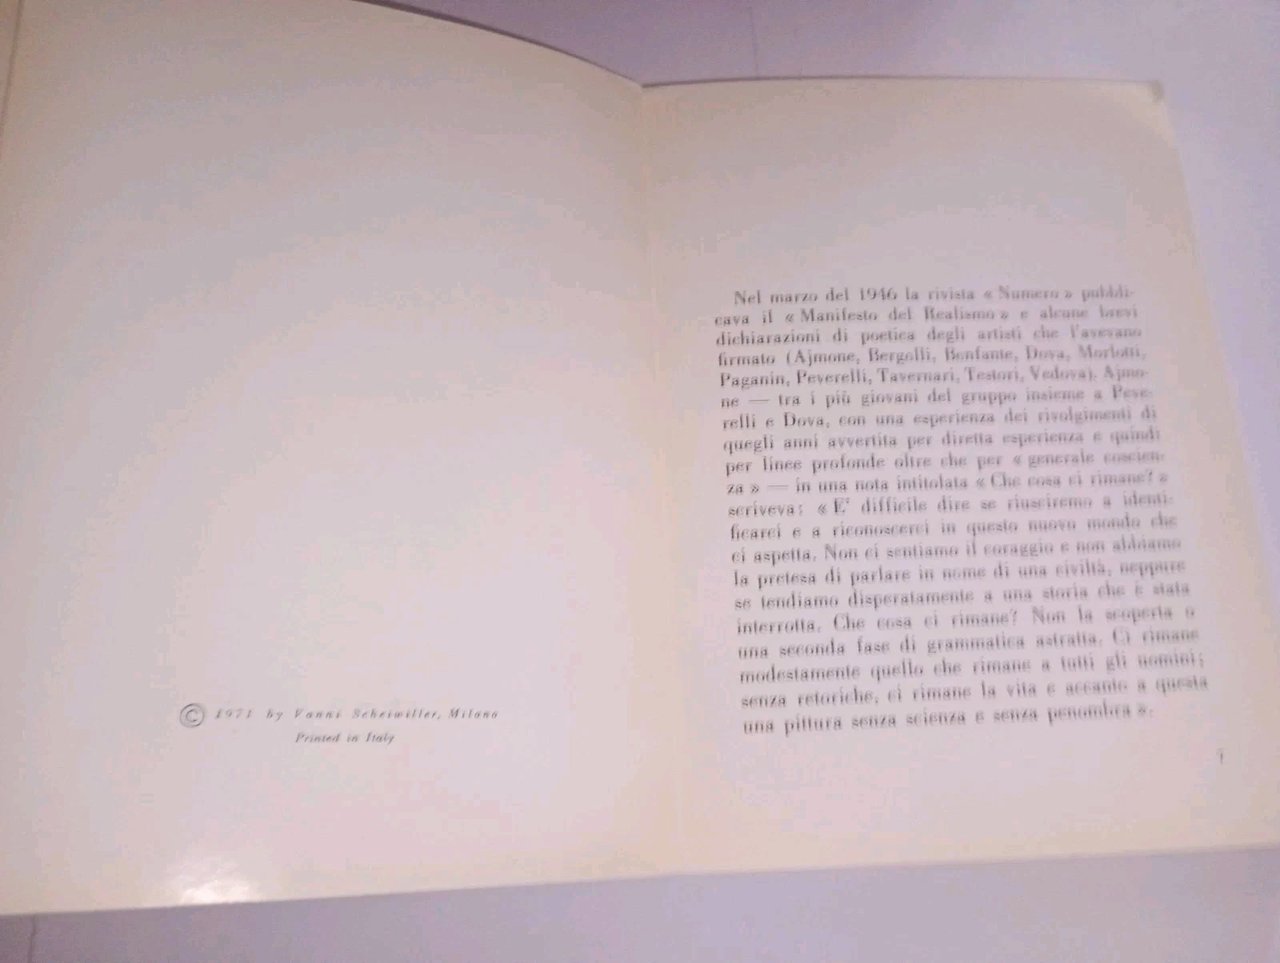 © 1971 by Vanni Scheiwiller, Milano
Printed in Italy
Nel marzo del 1946 la rivista « Numero » pubbli-
cava il « Manifesto del Realismo » e alcune brevi
dichiarazioni di poetica degli artisti che l'avevano
firmato (Ajmone, Bergolli, Bonfante, Dova, Morlotti,
Paganin, Peverelli, Tavernari, Testori, Vedova). Ajmo-
ne — tra i più giovani del gruppo insieme a Peve-
relli e Dova, con una esperienza dei rivolgimenti di
quegli anni avvertita per diretta esperienza e quindi
per linee profonde oltre che per « generale coscien-
za » — in una nota intitolata « Che cosa ci rimane? »
scriveva: « E' difficile dire se riusciremo a identi-
ficarci e a riconoscerci in questo nuovo mondo che
ci aspetta. Non ci sentiamo il coraggio e non abbiamo
la pretesa di parlare in nome di una civiltà, neppure
se tendiamo disperatamente a una storia che è stata
interrotta. Che cosa ci rimane? Non la scoperta o
una seconda fase di grammatica astratta. Ci rimane
modestamente quello che rimane a tutti gli uomini;
senza retoriche, ci rimane la vita e accanto a questa
una pittura senza scienza e senza penombra ».